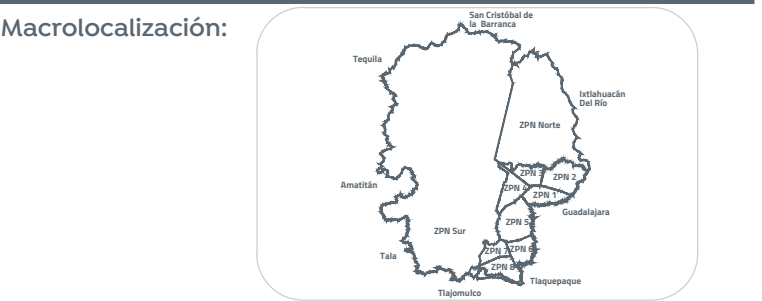 Macrolocalización:
San Cristóbal de
la Barranca
Tequila
Ixtlahuacán
Del Río
ZPN Norte
ZPN 3
ZPN 2
Amatitán
ZPN 4
ZPN 1
Guadalajara
ZPN 5
ZPN Sur
ZPN 7
ZPN 6
Tala
ZPN 8
Tlaquepaque
Tlajomulco